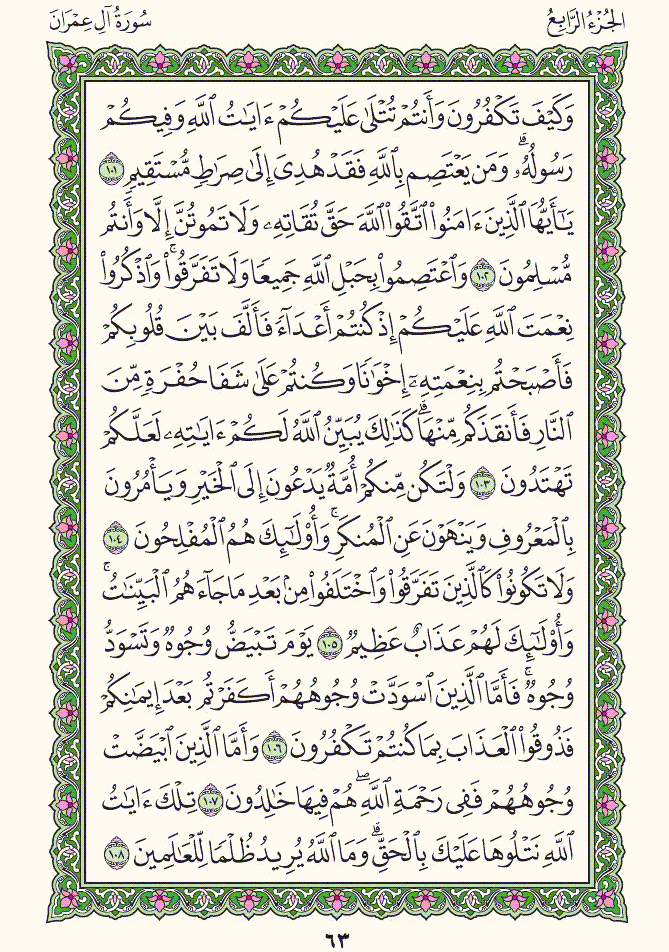 الجُزْءُ الرَّابِعُ
سُورَةُ آلِ عِمْرَانَ
وَكَيْفَ تَكْفُرُونَ وَأَنتُمْ تُتْلَىٰ عَلَيْكُمْ ءَايَـٰتُ ٱللَّهِ وَفِيكُمْ
رَسُولُهُۥ ۗ وَمَن يَعْتَصِم بِٱللَّهِ فَقَدْ هُدِىَ إِلَىٰ صِرَٰطٍ مُّسْتَقِيمٍ ١٠١
يَـٰٓأَيُّهَا ٱلَّذِينَ ءَامَنُوا۟ ٱتَّقُوا۟ ٱللَّهَ حَقَّ تُقَاتِهِۦ وَلَا تَمُوتُنَّ إِلَّا وَأَنتُم
مُّسْلِمُونَ ١٠٢ وَٱعْتَصِمُوا۟ بِحَبْلِ ٱللَّهِ جَمِيعًا وَلَا تَفَرَّقُوا۟ ۚ وَٱذْكُرُوا۟
نِعْمَتَ ٱللَّهِ عَلَيْكُمْ إِذْ كُنتُمْ أَعْدَآءً فَأَلَّفَ بَيْنَ قُلُوبِكُمْ
فَأَصْبَحْتُم بِنِعْمَتِهِۦٓ إِخْوَٰنًا وَكُنتُمْ عَلَىٰ شَفَا حُفْرَةٍ مِّنَ
ٱلنَّارِ فَأَنقَذَكُم مِّنْهَا ۗ كَذَٰلِكَ يُبَيِّنُ ٱللَّهُ لَكُمْ ءَايَـٰتِهِۦ لَعَلَّكُمْ
تَهْتَدُونَ ١٠٣ وَلْتَكُن مِّنكُمْ أُمَّةٌ يَدْعُونَ إِلَى ٱلْخَيْرِ وَيَأْمُرُونَ
بِٱلْمَعْرُوفِ وَيَنْهَوْنَ عَنِ ٱلْمُنكَرِ ۚ وَأُو۟لَـٰٓئِكَ هُمُ ٱلْمُفْلِحُونَ ١٠٤
وَلَا تَكُونُوا۟ كَٱلَّذِينَ تَفَرَّقُوا۟ وَٱخْتَلَفُوا۟ مِنۢ بَعْدِ مَا جَآءَهُمُ ٱلْبَيِّنَـٰتُ ۚ
وَأُو۟لَـٰٓئِكَ لَهُمْ عَذَابٌ عَظِيمٌ ١٠٥ يَوْمَ تَبْيَضُّ وُجُوهٌ وَتَسْوَدُّ
وُجُوهٌ ۚ فَأَمَّا ٱلَّذِينَ ٱسْوَدَّتْ وُجُوهُهُمْ أَكَفَرْتُم بَعْدَ إِيمَـٰنِكُمْ
فَذُوقُوا۟ ٱلْعَذَابَ بِمَا كُنتُمْ تَكْفُرُونَ ١٠٦ وَأَمَّا ٱلَّذِينَ ٱبْيَضَّتْ
وُجُوهُهُمْ فَفِى رَحْمَةِ ٱللَّهِ ۖ هُمْ فِيهَا خَـٰلِدُونَ ١٠٧ تِلْكَ ءَايَـٰتُ
ٱللَّهِ نَتْلُوهَا عَلَيْكَ بِٱلْحَقِّ ۗ وَمَا ٱللَّهُ يُرِيدُ ظُلْمًا لِّلْعَـٰلَمِينَ ١٠٨
٦٣